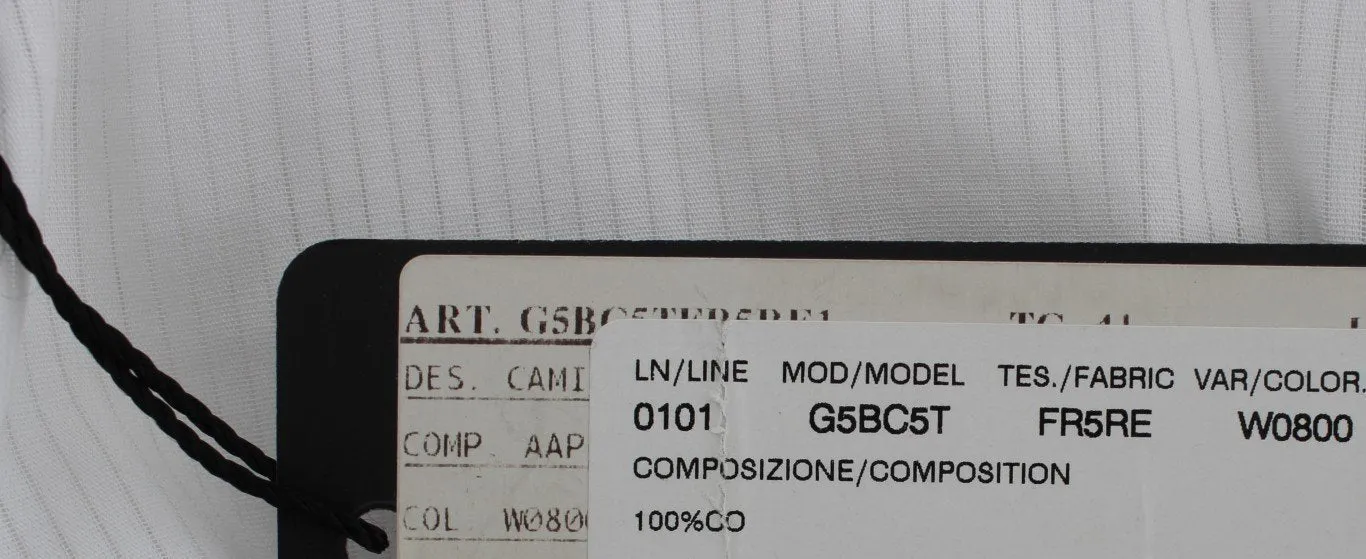 ART. G5BC5TFR5RE1
DES. CAMI
COMP. AAP
COL W080
LN/LINE MOD/MODEL TES./FABRIC VAR/COLOR.
0101 G5BC5T FR5RE W0800
COMPOSIZIONE/COMPOSITION
100%CO